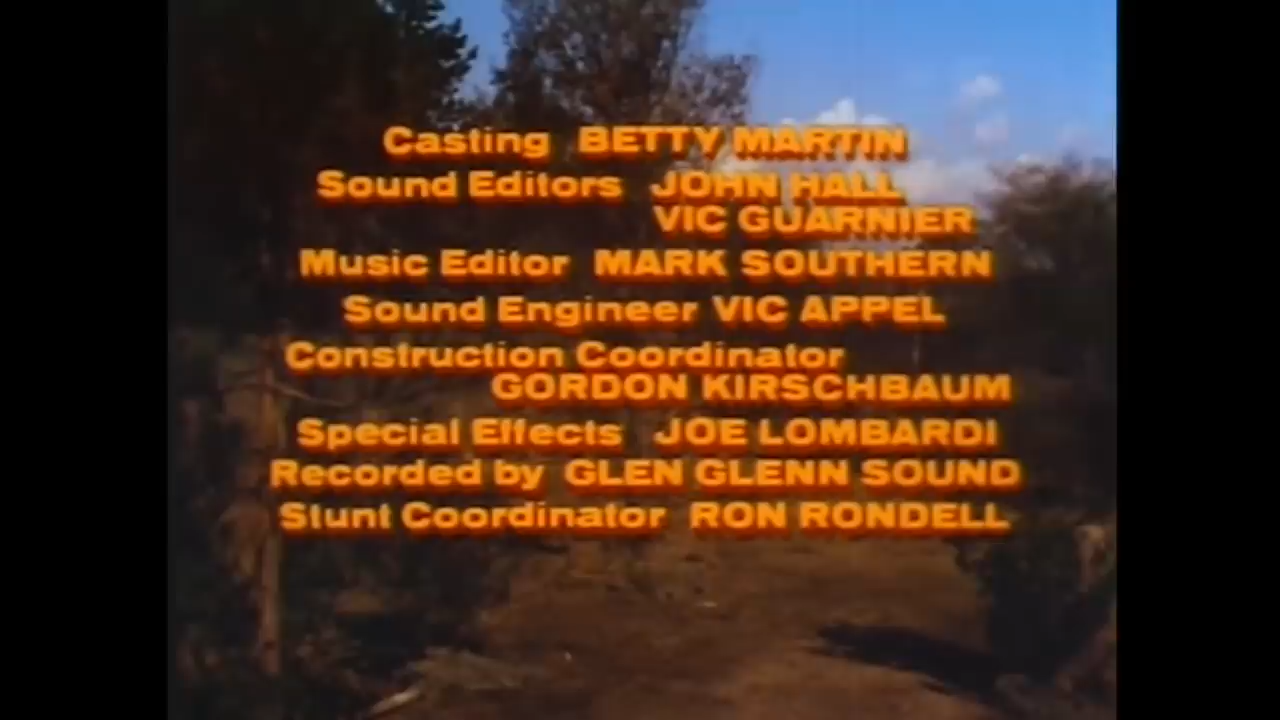 Casting BETTY MARTIN
Sound Editors JOHN HALL
VIC GUARNIER
Music Editor MARK SOUTHERN
Sound Engineer VIC APPEL
Construction Coordinator
GORDON KIRSCHBAUM
Special Effects JOE LOMBARDI
Recorded by GLEN GLENN SOUND
Stunt Coordinator RON RONDELL